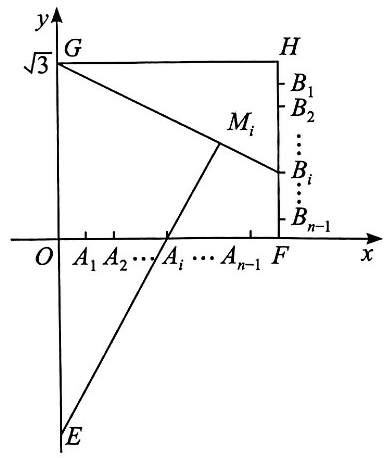 y
G H
√3
B₁
B₂
Mᵢ
⋮
Bᵢ
⋮
Bₙ₋₁
O A₁ A₂ ⋯ Aᵢ ⋯ Aₙ₋₁ F x
E